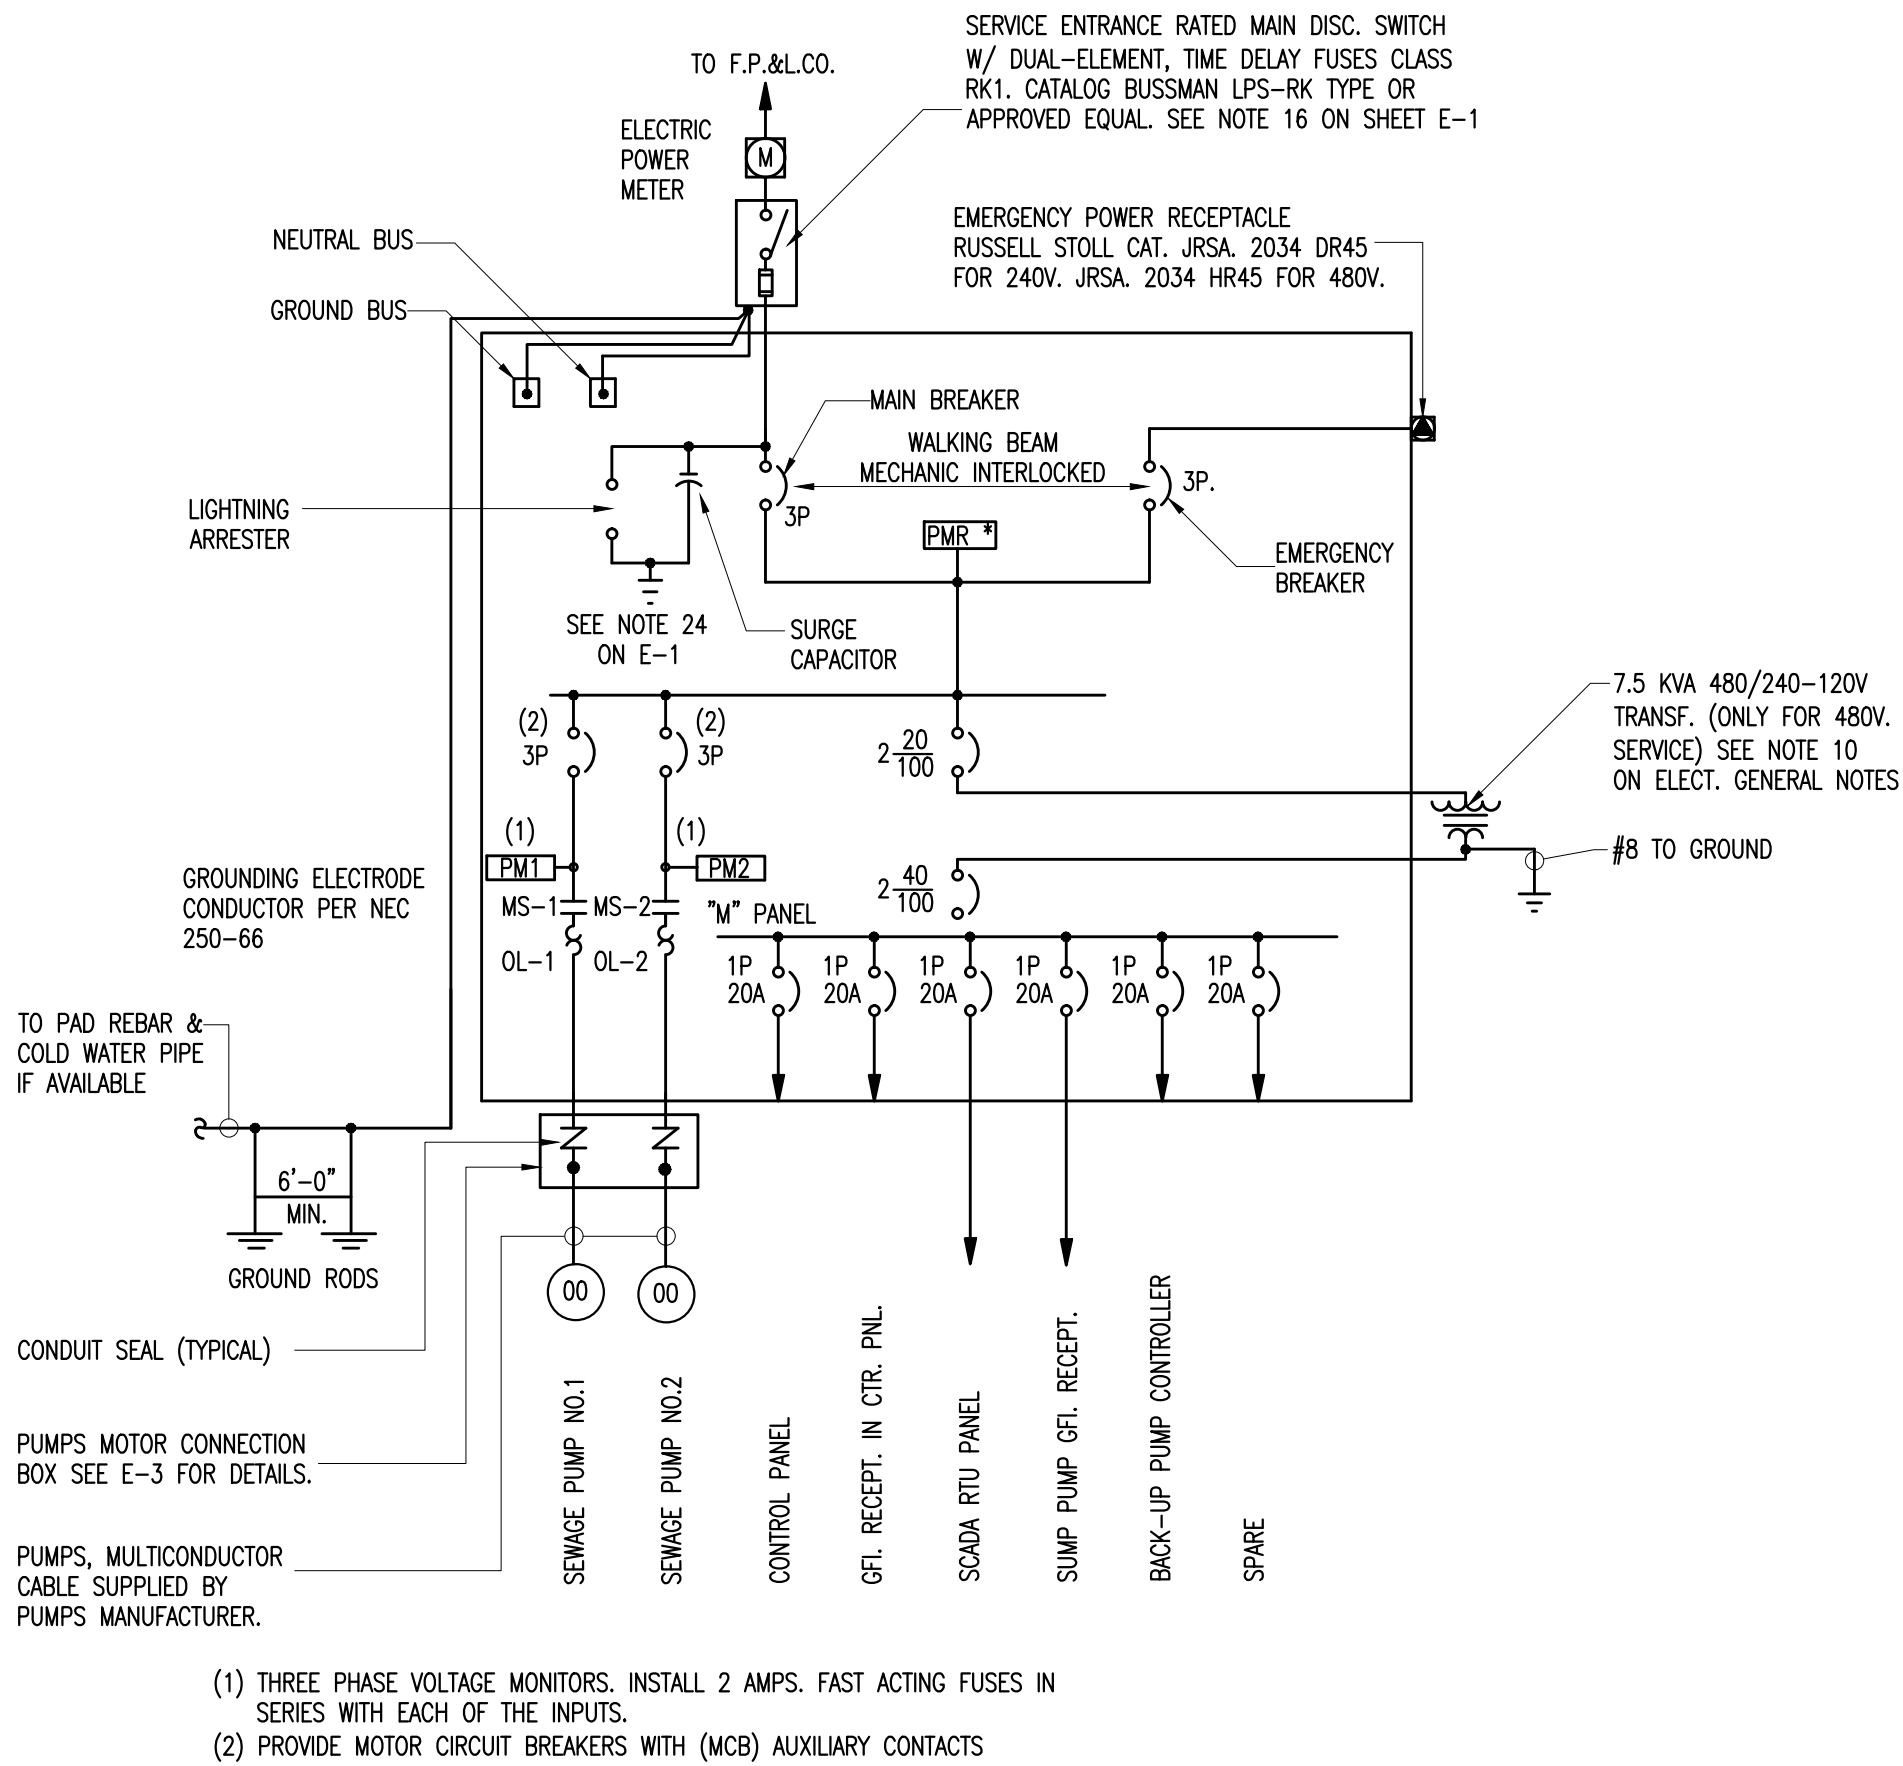 SERVICE ENTRANCE RATED MAIN DISC. SWITCH
W/ DUAL-ELEMENT, TIME DELAY FUSES CLASS
RK1. CATALOG BUSSMAN LPS-RK TYPE OR
APPROVED EQUAL. SEE NOTE 16 ON SHEET E-1
TO F.P.&L.CO.
ELECTRIC
POWER
METER
M
EMERGENCY POWER RECEPTACLE
RUSSELL STOLL CAT. JRSA. 2034 DR45
FOR 240V. JRSA. 2034 HR45 FOR 480V.
NEUTRAL BUS
GROUND BUS
MAIN BREAKER
WALKING BEAM
MECHANIC INTERLOCKED
3P
3P.
LIGHTNING
ARRESTER
PMR *
EMERGENCY
BREAKER
SEE NOTE 24
ON E-1
SURGE
CAPACITOR
7.5 KVA 480/240-120V
TRANSF. (ONLY FOR 480V.
SERVICE) SEE NOTE 10
ON ELECT. GENERAL NOTES
(2)
3P
(2)
3P
2 20
100
(1)
(1)
PM1
PM2
#8 TO GROUND
GROUNDING ELECTRODE
CONDUCTOR PER NEC
250-66
2 40
100
MS-1
MS-2
"M" PANEL
OL-1
OL-2
1P
20A
1P
20A
1P
20A
1P
20A
1P
20A
1P
20A
TO PAD REBAR &
COLD WATER PIPE
IF AVAILABLE
6'-0"
MIN.
GROUND RODS
00
00
CONDUIT SEAL (TYPICAL)
PUMPS MOTOR CONNECTION
BOX SEE E-3 FOR DETAILS.
PUMPS, MULTICONDUCTOR
CABLE SUPPLIED BY
PUMPS MANUFACTURER.
SEWAGE PUMP NO.1
SEWAGE PUMP NO.2
CONTROL PANEL
GFI. RECEPT. IN CTR. PNL.
SCADA RTU PANEL
SUMP PUMP GFI. RECEPT.
BACK-UP PUMP CONTROLLER
SPARE
(1) THREE PHASE VOLTAGE MONITORS. INSTALL 2 AMPS. FAST ACTING FUSES IN
SERIES WITH EACH OF THE INPUTS.
(2) PROVIDE MOTOR CIRCUIT BREAKERS WITH (MCB) AUXILIARY CONTACTS